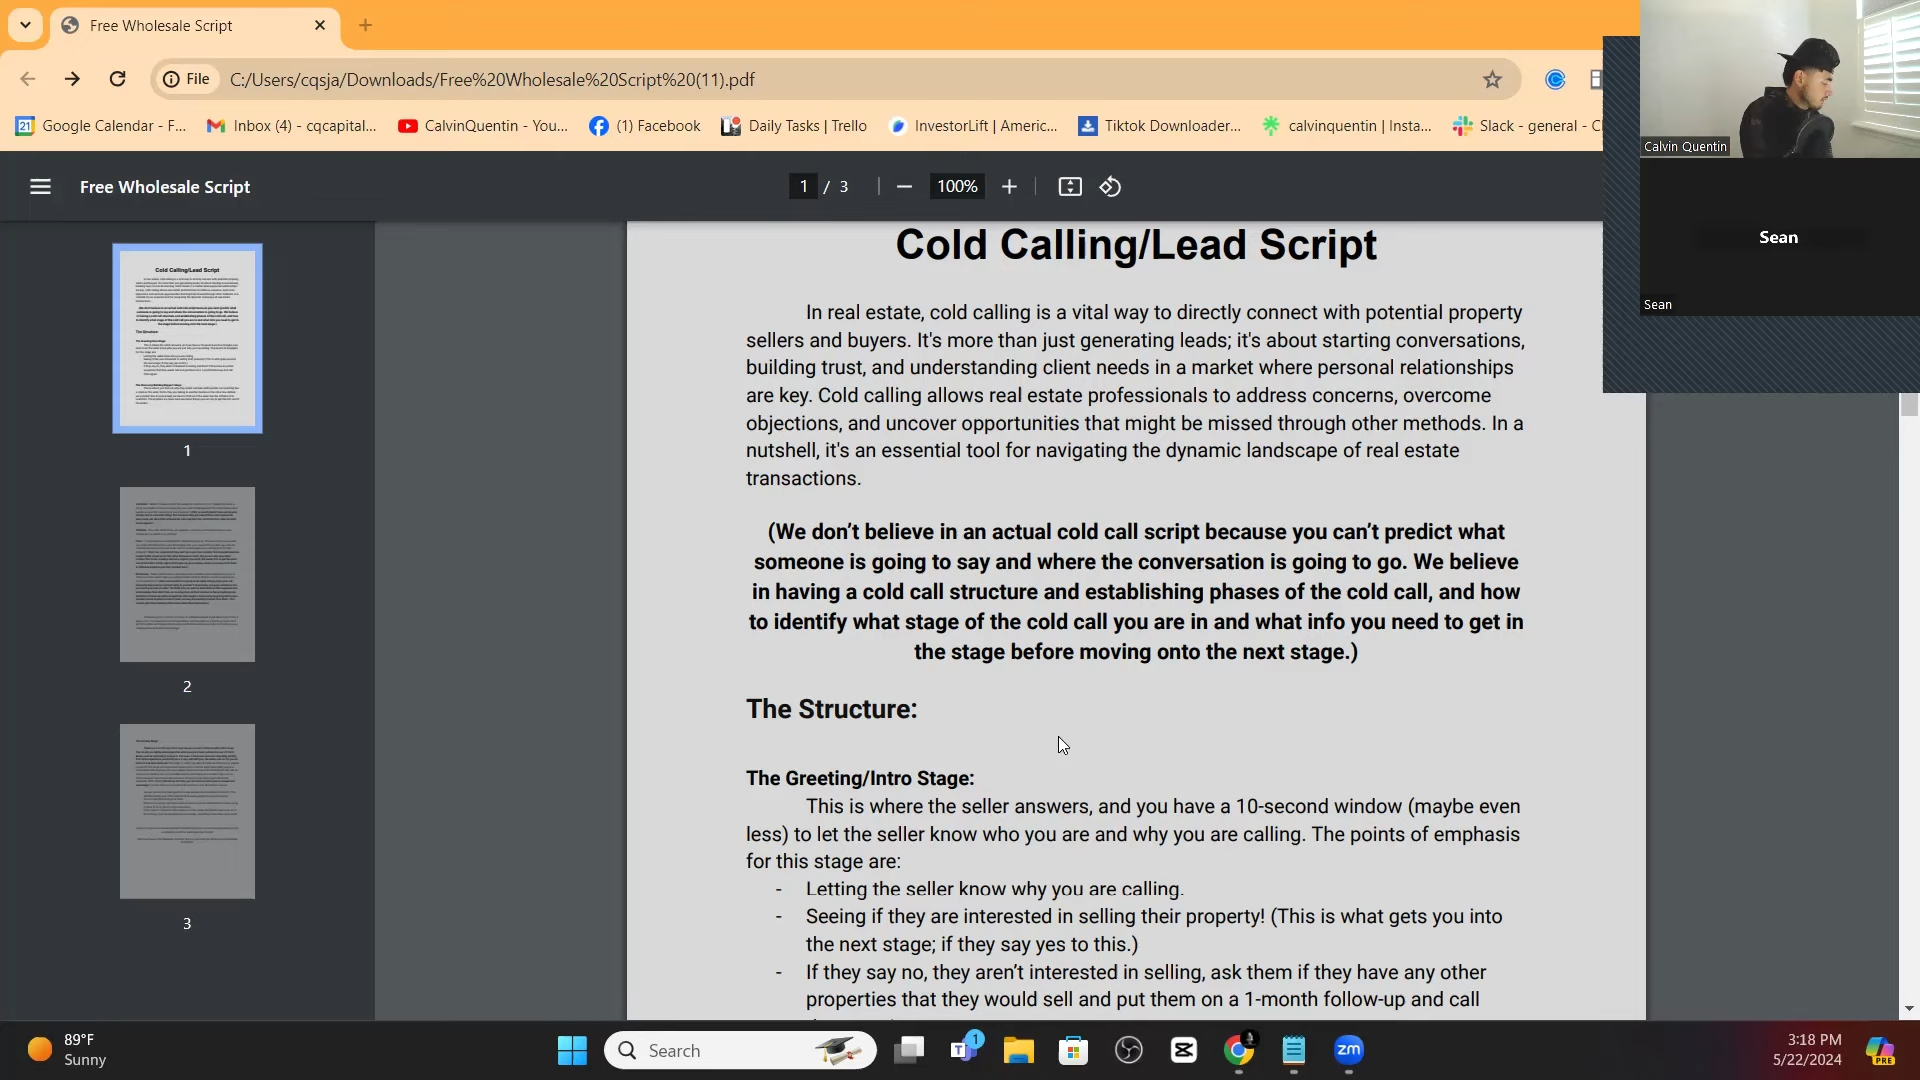 Free Wholesale Script
File
C:/Users/cqsja/Downloads/Free%20Wholesale%20Script%20(11).pdf
Google Calendar - F...
Inbox (4) - cqcapital...
CalvinQuentin - You...
(1) Facebook
Daily Tasks | Trello
InvestorLift | Americ...
Tiktok Downloader...
calvinquentin | Insta...
Slack - general - C
Calvin Quentin
Sean
Sean
Free Wholesale Script
1 / 3
100%
1
2
3
Cold Calling/Lead Script
In real estate, cold calling is a vital way to directly connect with potential property
sellers and buyers. It's more than just generating leads; it's about starting conversations,
building trust, and understanding client needs in a market where personal relationships
are key. Cold calling allows real estate professionals to address concerns, overcome
objections, and uncover opportunities that might be missed through other methods. In a
nutshell, it's an essential tool for navigating the dynamic landscape of real estate
transactions.
(We don’t believe in an actual cold call script because you can’t predict what
someone is going to say and where the conversation is going to go. We believe
in having a cold call structure and establishing phases of the cold call, and how
to identify what stage of the cold call you are in and what info you need to get in
the stage before moving onto the next stage.)
The Structure:
The Greeting/Intro Stage:
This is where the seller answers, and you have a 10-second window (maybe even
less) to let the seller know who you are and why you are calling. The points of emphasis
for this stage are:
- Letting the seller know why you are calling.
- Seeing if they are interested in selling their property! (This is what gets you into
the next stage; if they say yes to this.)
- If they say no, they aren’t interested in selling, ask them if they have any other
properties that they would sell and put them on a 1-month follow-up and call
89°F
Sunny
Search
1
zm
3:18 PM
5/22/2024
PRE